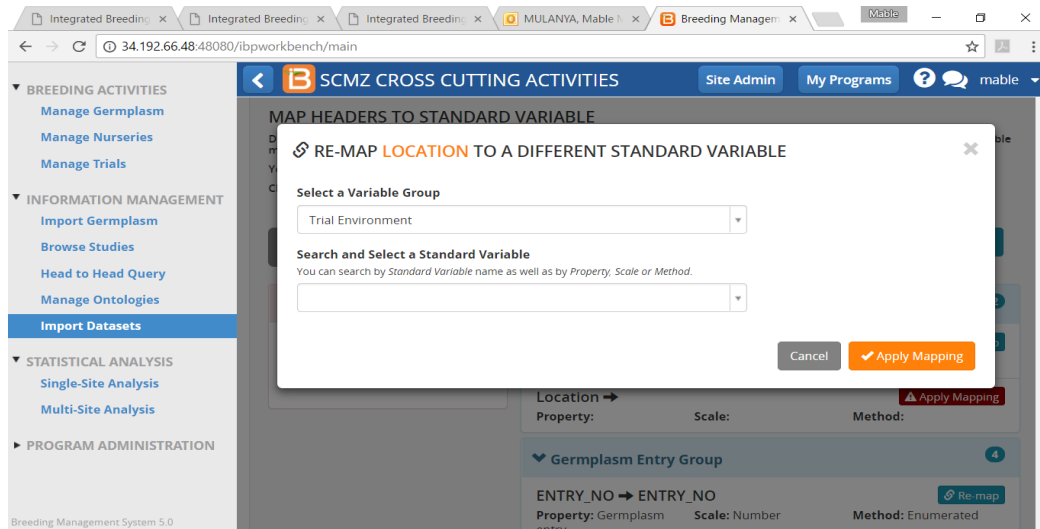 Integrated Breeding
Integrated Breeding
Integrated Breeding
MULANYA, Mable
Breeding Managem
Mable
34.192.66.48:48080/ibpworkbench/main
SCMZ CROSS CUTTING ACTIVITIES
Site Admin
My Programs
mable
BREEDING ACTIVITIES
Manage Germplasm
Manage Nurseries
Manage Trials
INFORMATION MANAGEMENT
Import Germplasm
Browse Studies
Head to Head Query
Manage Ontologies
Import Datasets
STATISTICAL ANALYSIS
Single-Site Analysis
Multi-Site Analysis
PROGRAM ADMINISTRATION
Breeding Management System 5.0
MAP HEADERS TO STANDARD VARIABLE
RE-MAP LOCATION TO A DIFFERENT STANDARD VARIABLE
Select a Variable Group
Trial Environment
Search and Select a Standard Variable
You can search by Standard Variable name as well as by Property, Scale or Method.
Cancel
Apply Mapping
Location
Apply Mapping
Property: Scale: Method:
Germplasm Entry Group
4
ENTRY_NO ➔ ENTRY_NO
Re-map
Property: Germplasm Scale: Number Method: Enumerated
entry